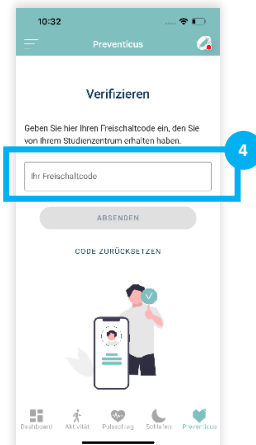 10:32
Preventicus
Verifizieren
Geben Sie hier Ihren Freischaltcode ein, den Sie
von Ihrem Studienzentrum erhalten haben.
4
Ihr Freischaltcode
ABSENDEN
CODE ZURÜCKSETZEN
Dashboard Aktivität Pulsschlag Schlafen Preventicus